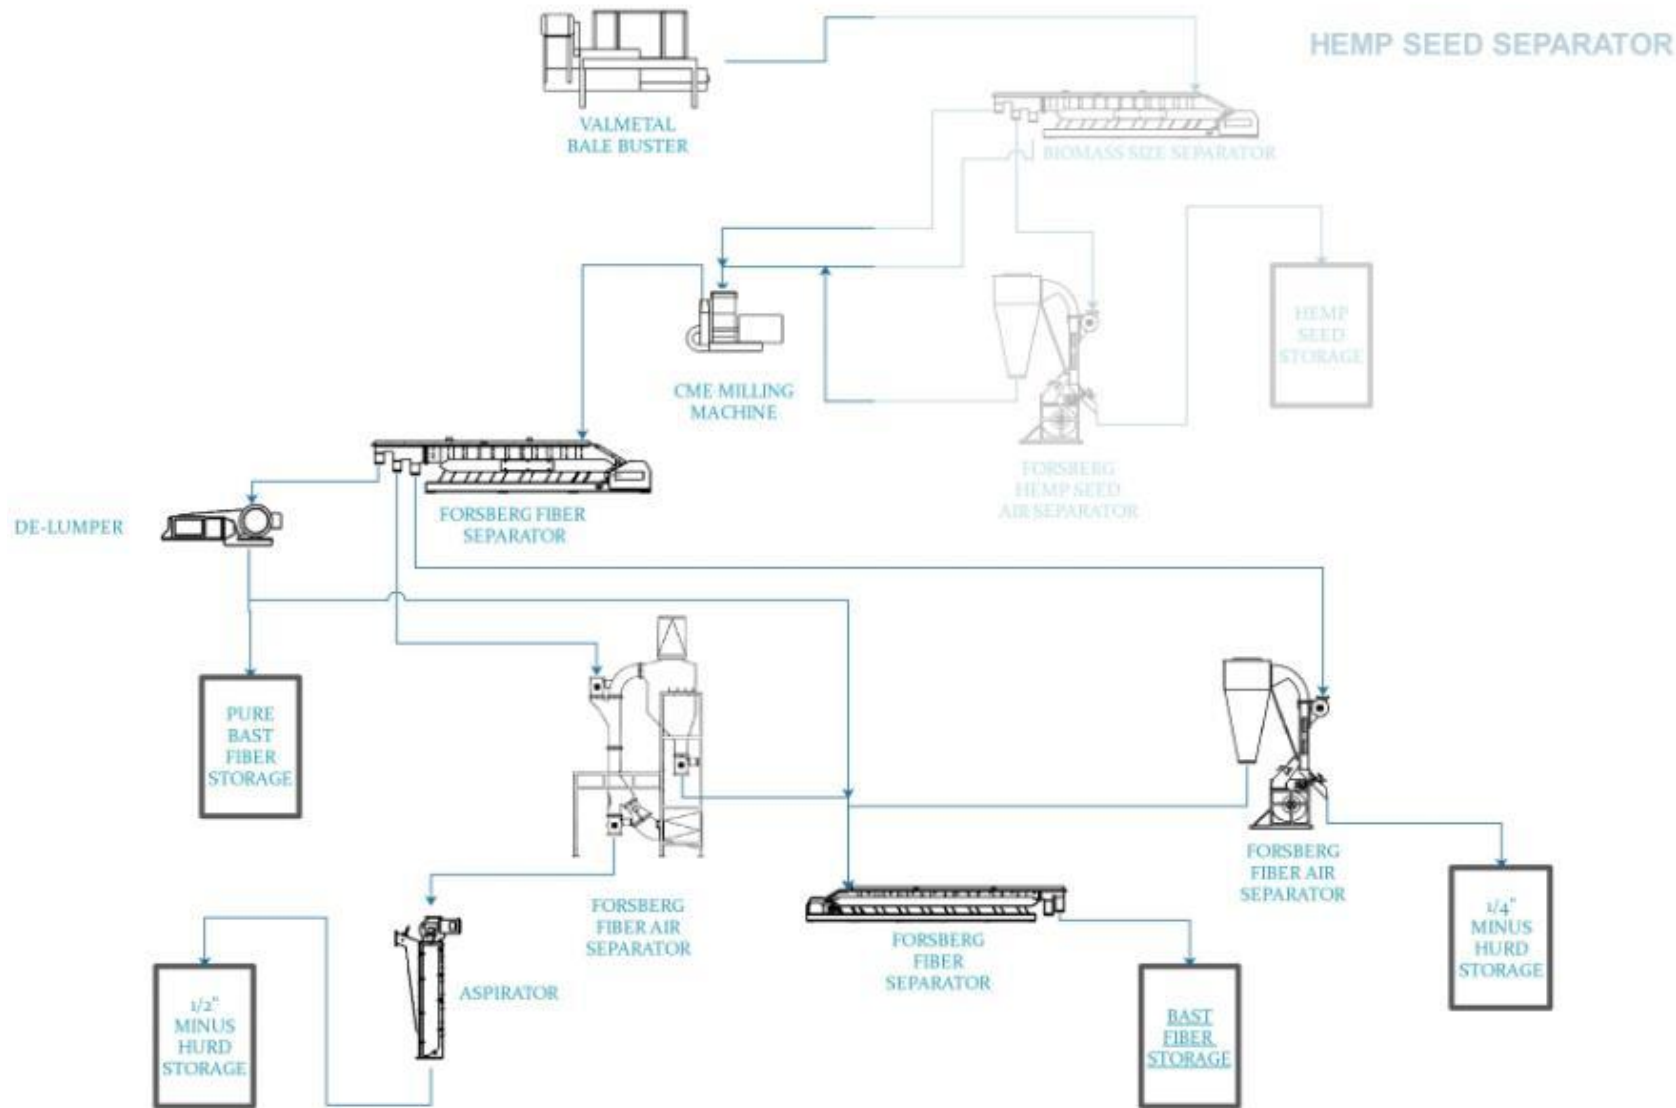 HEMP SEED SEPARATOR
VALMETAL
BALE BUSTER
BIOMASS SIZE SEPARATOR
HEMP
SEED
STORAGE
CME MILLING
MACHINE
FORSBERG
HEMP SEED
AIR SEPARATOR
DE-LUMPER
FORSBERG FIBER
SEPARATOR
PURE
BAST
FIBER
STORAGE
FORSBERG
FIBER AIR
SEPARATOR
FORSBERG
FIBER AIR
SEPARATOR
1/4"
MINUS
HURD
STORAGE
FORSBERG
FIBER
SEPARATOR
ASPIRATOR
1/2"
MINUS
HURD
STORAGE
BAST
FIBER
STORAGE